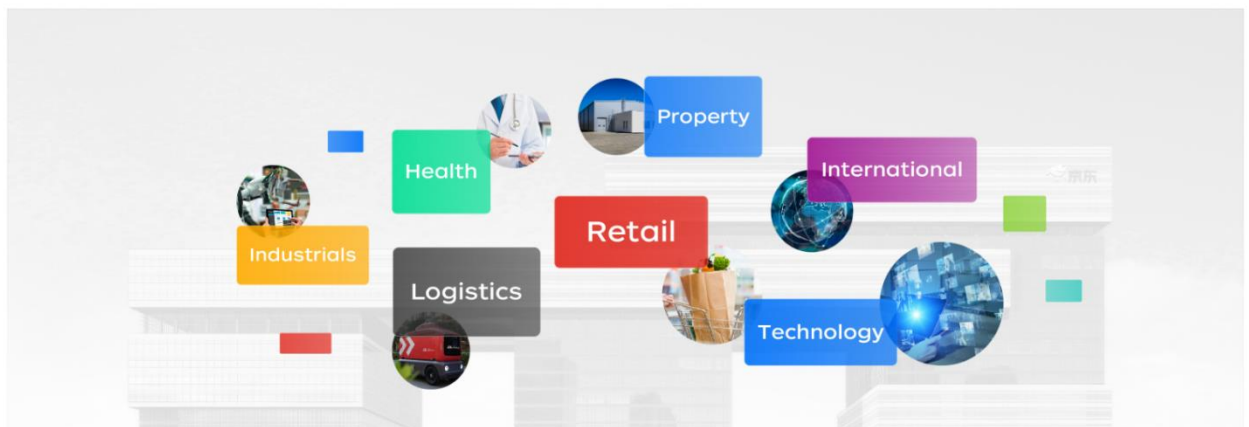 Property
Health
International
京东
Retail
Industrials
Logistics
Technology